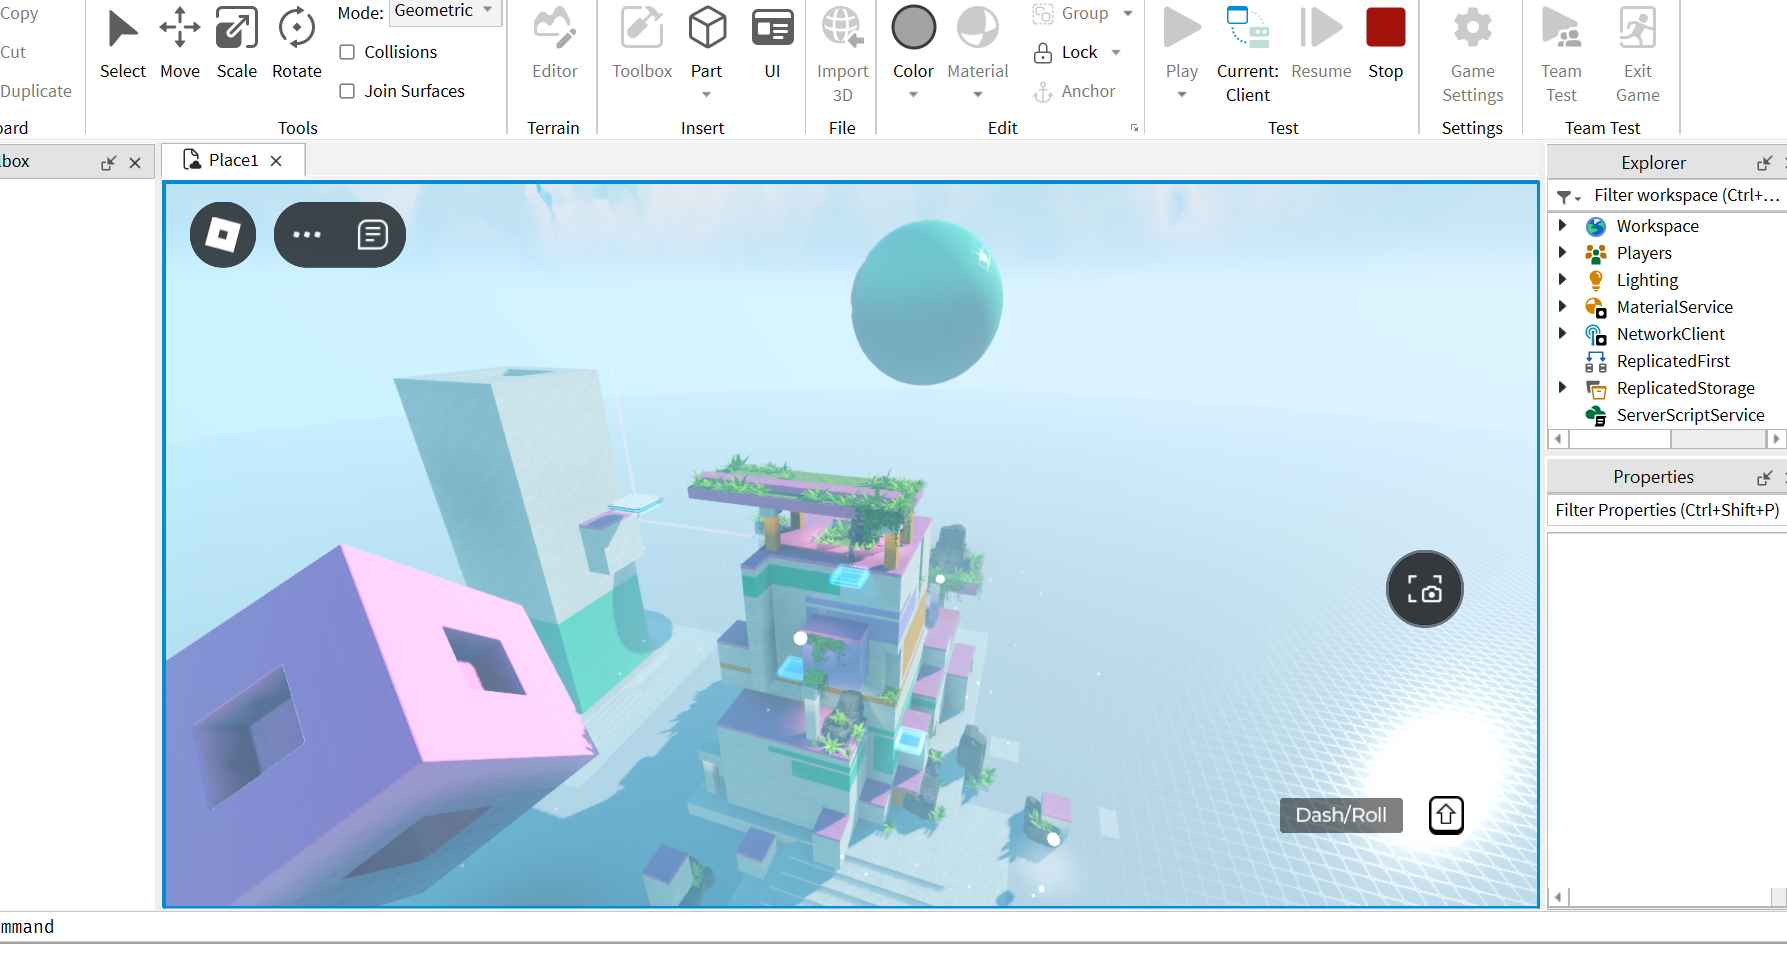 Copy
Cut
Duplicate
ard
Select
Move
Scale
Rotate
Mode:
Geometric
Collisions
Join Surfaces
Tools
Editor
Terrain
Toolbox
Part
UI
Insert
Import
3D
File
Color
Material
Group
Lock
Anchor
Edit
Play
Current:
Client
Resume
Stop
Test
Game
Settings
Settings
Team
Test
Exit
Game
Team Test
lbox
Place1
Explorer
Filter workspace (Ctrl+...
Workspace
Players
Lighting
MaterialService
NetworkClient
ReplicatedFirst
ReplicatedStorage
ServerScriptService
Properties
Filter Properties (Ctrl+Shift+P)
Dash/Roll
mmand